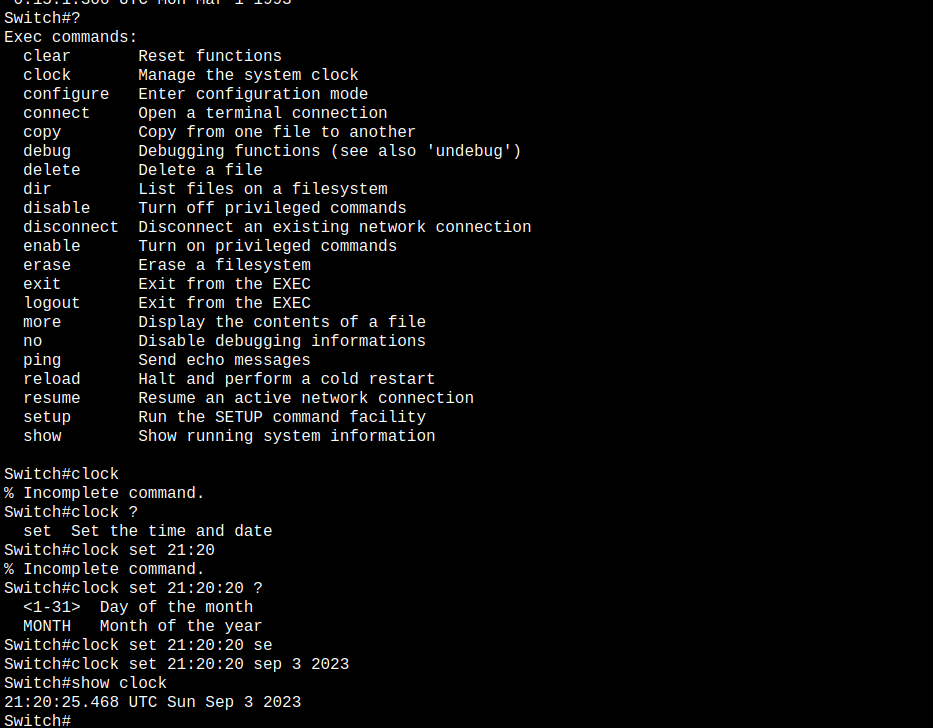 *0:15:1.306 UTC Mon Mar 1 1993
Switch#?
Exec commands:
  clear       Reset functions
  clock       Manage the system clock
  configure   Enter configuration mode
  connect     Open a terminal connection
  copy        Copy from one file to another
  debug       Debugging functions (see also 'undebug')
  delete      Delete a file
  dir         List files on a filesystem
  disable     Turn off privileged commands
  disconnect  Disconnect an existing network connection
  enable      Turn on privileged commands
  erase       Erase a filesystem
  exit        Exit from the EXEC
  logout      Exit from the EXEC
  more        Display the contents of a file
  no          Disable debugging informations
  ping        Send echo messages
  reload      Halt and perform a cold restart
  resume      Resume an active network connection
  setup       Run the SETUP command facility
  show        Show running system information
Switch#clock
% Incomplete command.
Switch#clock ?
  set  Set the time and date
Switch#clock set 21:20
% Incomplete command.
Switch#clock set 21:20:20 ?
  <1-31>  Day of the month
  MONTH   Month of the year
Switch#clock set 21:20:20 se
Switch#clock set 21:20:20 sep 3 2023
Switch#show clock
21:20:25.468 UTC Sun Sep 3 2023
Switch#